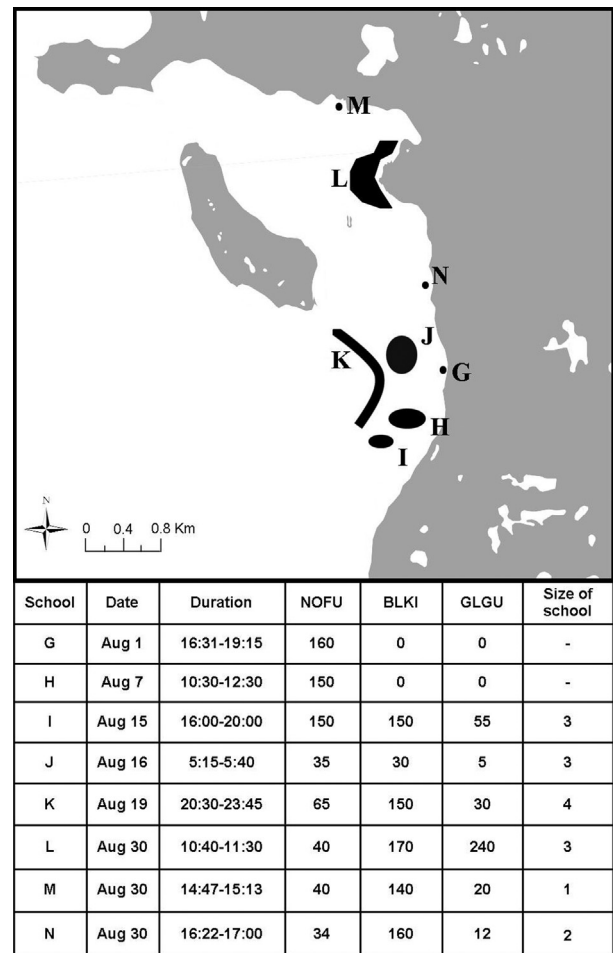 M
L
N
J
K
G
H
I
N
0 0.4 0.8 Km
School Date Duration NOFU BLKI GLGU Size of school
G Aug 1 16:31-19:15 160 0 0 -
H Aug 7 10:30-12:30 150 0 0 -
I Aug 15 16:00-20:00 150 150 55 3
J Aug 16 5:15-5:40 35 30 5 3
K Aug 19 20:30-23:45 65 150 30 4
L Aug 30 10:40-11:30 40 170 240 3
M Aug 30 14:47-15:13 40 140 20 1
N Aug 30 16:22-17:00 34 160 12 2